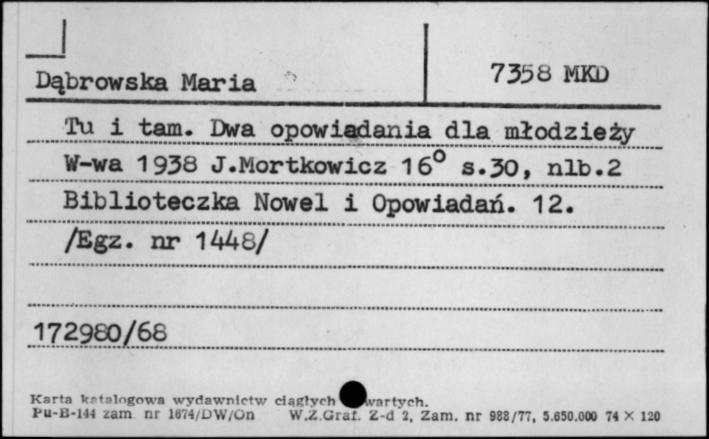 Dąbrowska Maria
7358 MKD
Tu i tam. Dwa opowiadania dla młodzieży
W-wa 1938 J.Mortkowicz 16° s.30, nlb.2
Biblioteczka Nowel i Opowiadań. 12.
/Egz. nr 1448/
172980/68
Karta katalogowa wydawnictw ciągłych wartych.
Pu-B-144 zam. nr 1674/DW/On W.Z.Graf. Z-d 2, Zam. nr 988/77, 5.650.000 74 × 120